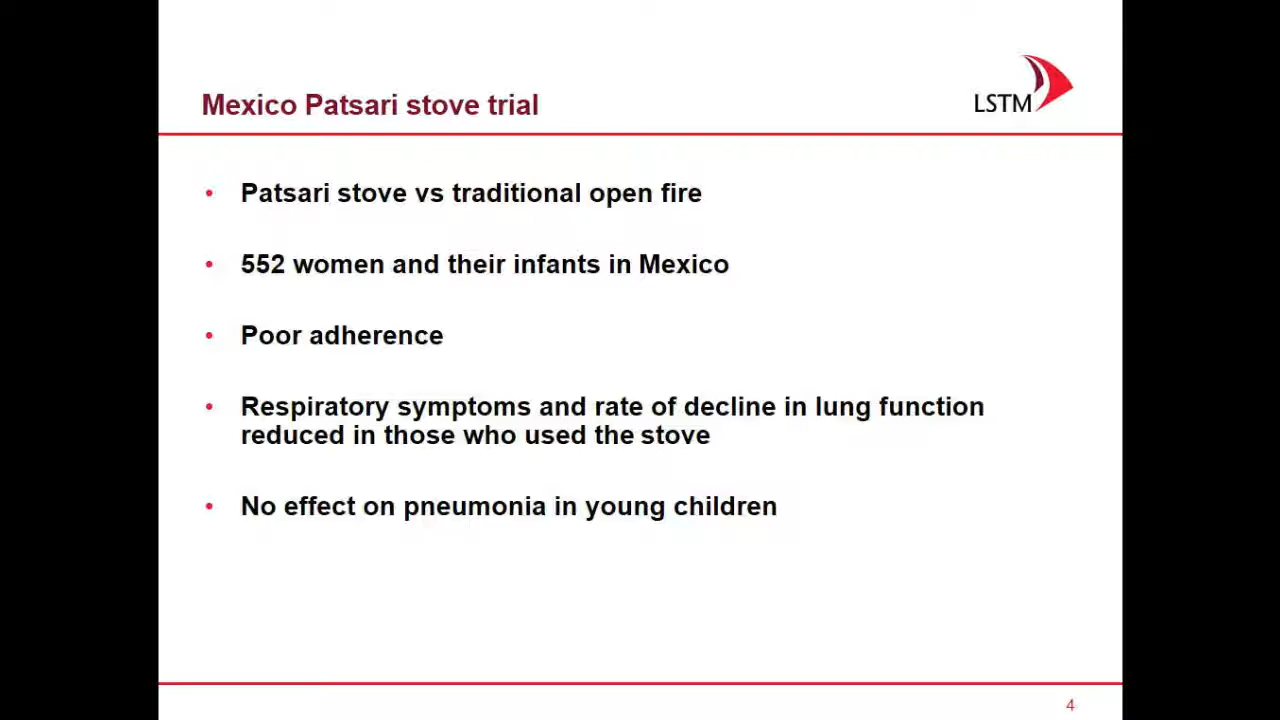 Mexico Patsari stove trial
LSTM
• Patsari stove vs traditional open fire
• 552 women and their infants in Mexico
• Poor adherence
• Respiratory symptoms and rate of decline in lung function
reduced in those who used the stove
• No effect on pneumonia in young children
4